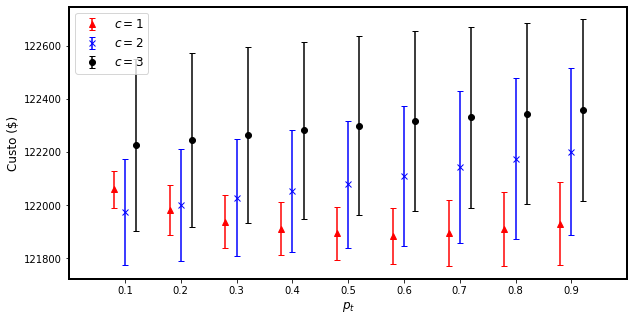 c = 1
c = 2
c = 3
122600
122400
122200
122000
121800
Custo ($)
0.1 0.2 0.3 0.4 0.5 0.6 0.7 0.8 0.9
p_t